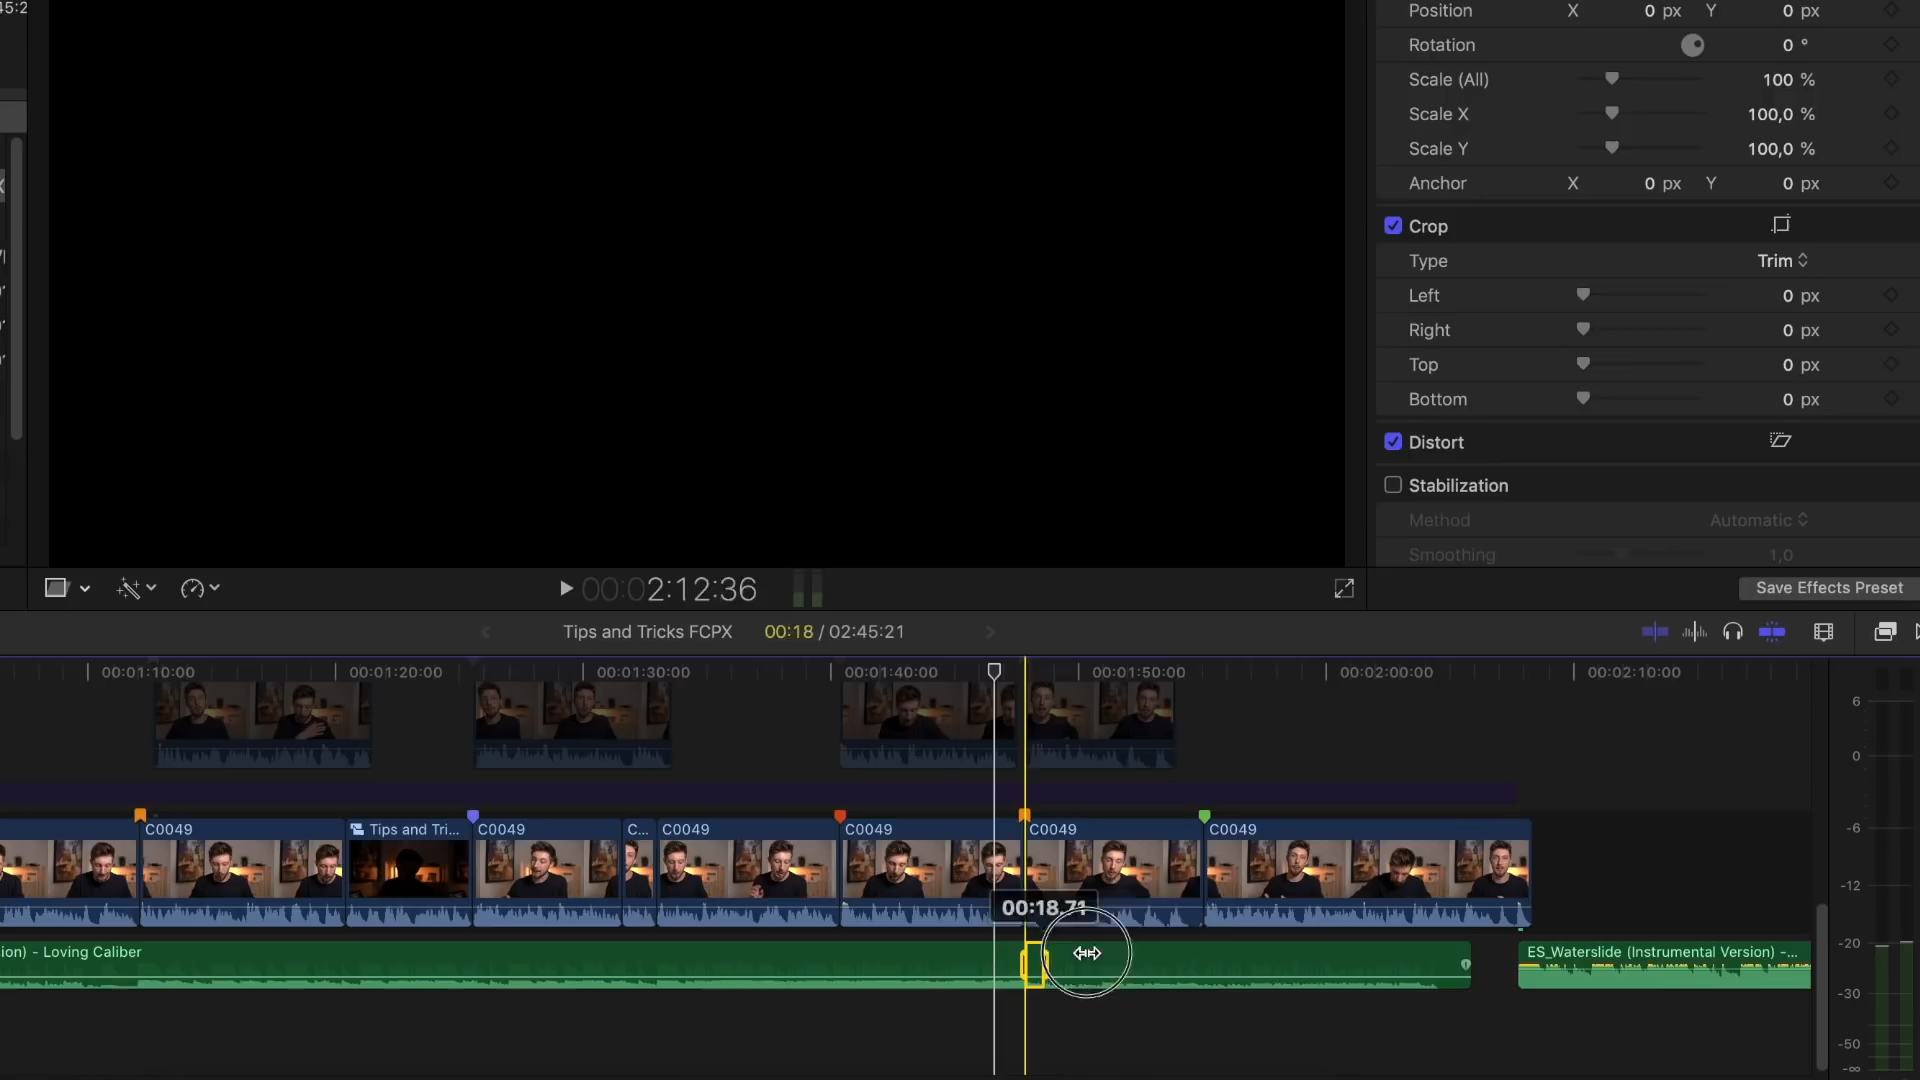 45:2
Position X 0 px Y 0 px
Rotation 0 °
Scale (All) 100 %
Scale X 100,0 %
Scale Y 100,0 %
Anchor X 0 px Y 0 px
Crop
Type Trim
Left 0 px
Right 0 px
Top 0 px
Bottom 0 px
Distort
Stabilization
Method Automatic
Smoothing 1,0
00:02:12:36
Save Effects Preset
Tips and Tricks FCPX 00:18 / 02:45:21
00:01:10:00 00:01:20:00 00:01:30:00 00:01:40:00 00:01:50:00 00:02:00:00 00:02:10:00
6
0
-6
-12
-20
-30
-50
-∞
C0049 Tips and Tri... C0049 C... C0049 C0049 C0049 C0049
00:18.71
ion) - Loving Caliber
ES_Waterslide (Instrumental Version) -...